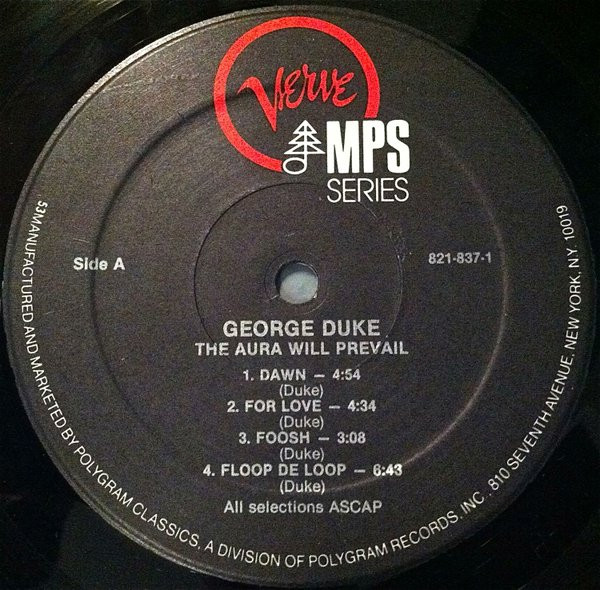 Verve
MPS
SERIES
Side A
821-837-1
GEORGE DUKE
THE AURA WILL PREVAIL
1. DAWN — 4:54
(Duke)
2. FOR LOVE — 4:34
(Duke)
3. FOOSH — 3:08
(Duke)
4. FLOOP DE LOOP — 6:43
(Duke)
All selections ASCAP
53MANUFACTURED AND MARKETED BY POLYGRAM CLASSICS, A DIVISION OF POLYGRAM RECORDS, INC. 810 SEVENTH AVENUE, NEW YORK, NY 10019